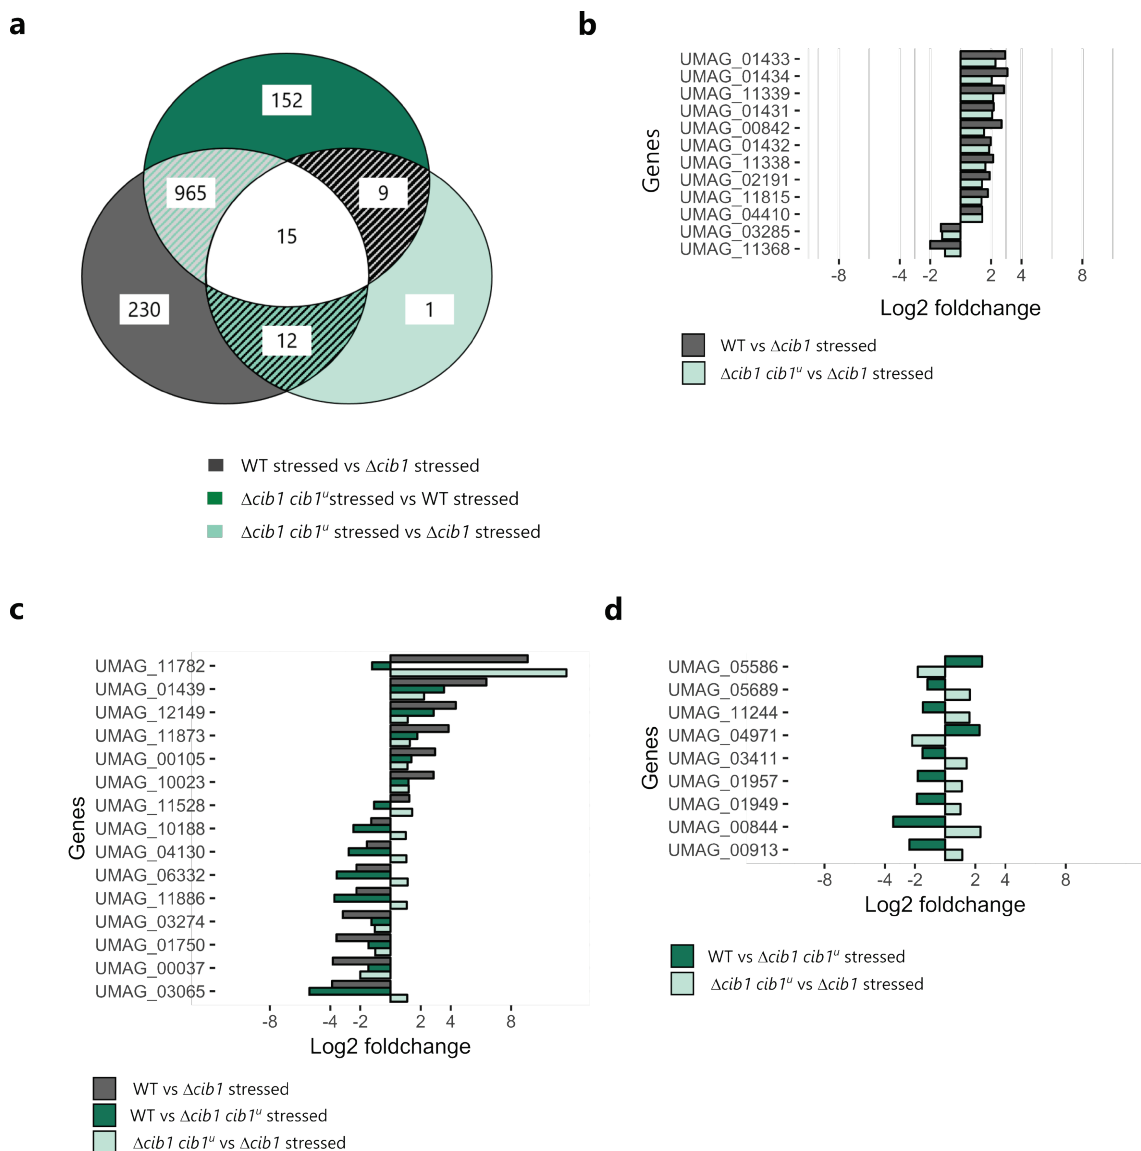 a
152
965
9
15
230
12
1
WT stressed vs Δcib1 stressed
Δcib1 cib1ᵘstressed vs WT stressed
Δcib1 cib1ᵘ stressed vs Δcib1 stressed
b
Genes
UMAG_01433
UMAG_01434
UMAG_11339
UMAG_01431
UMAG_00842
UMAG_01432
UMAG_11338
UMAG_02191
UMAG_11815
UMAG_04410
UMAG_03285
UMAG_11368
-8 -4 -2 2 4 8
Log2 foldchange
WT vs Δcib1 stressed
Δcib1 cib1ᵘ vs Δcib1 stressed
c
Genes
UMAG_11782
UMAG_01439
UMAG_12149
UMAG_11873
UMAG_00105
UMAG_10023
UMAG_11528
UMAG_10188
UMAG_04130
UMAG_06332
UMAG_11886
UMAG_03274
UMAG_01750
UMAG_00037
UMAG_03065
-8 -4 -2 2 4 8
Log2 foldchange
WT vs Δcib1 stressed
WT vs Δcib1 cib1ᵘ stressed
Δcib1 cib1ᵘ vs Δcib1 stressed
d
Genes
UMAG_05586
UMAG_05689
UMAG_11244
UMAG_04971
UMAG_03411
UMAG_01957
UMAG_01949
UMAG_00844
UMAG_00913
-8 -4 -2 2 4 8
Log2 foldchange
WT vs Δcib1 cib1ᵘ stressed
Δcib1 cib1ᵘ vs Δcib1 stressed